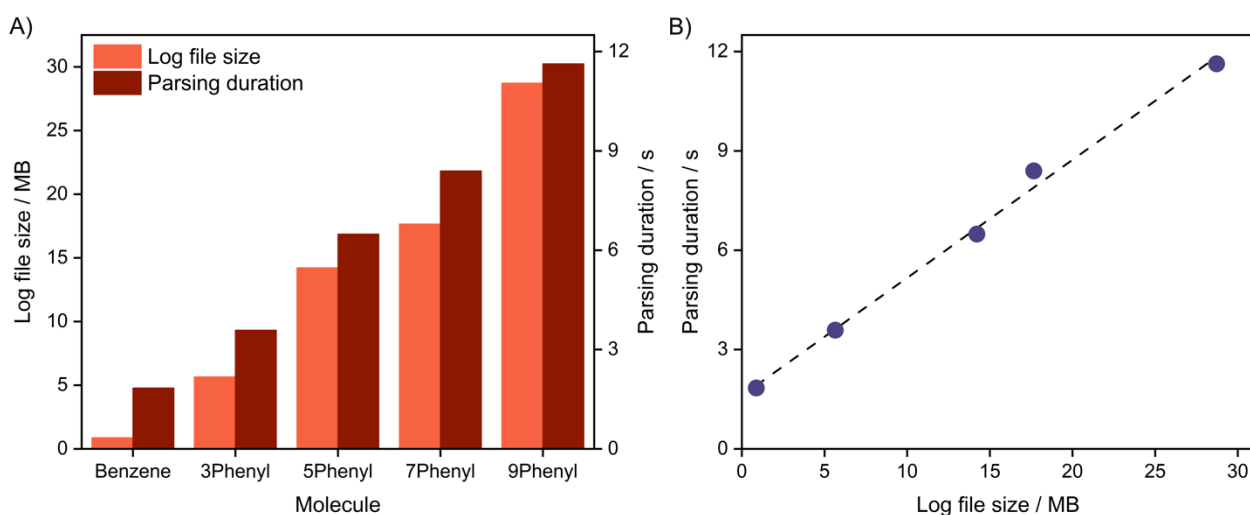 A)
Log file size
Parsing duration
Log file size / MB
30
25
20
15
10
5
0
12
9
6
3
0
Parsing duration / s
Benzene 3Phenyl 5Phenyl 7Phenyl 9Phenyl
Molecule
B)
Parsing duration / s
12
9
6
3
0
0 5 10 15 20 25 30
Log file size / MB